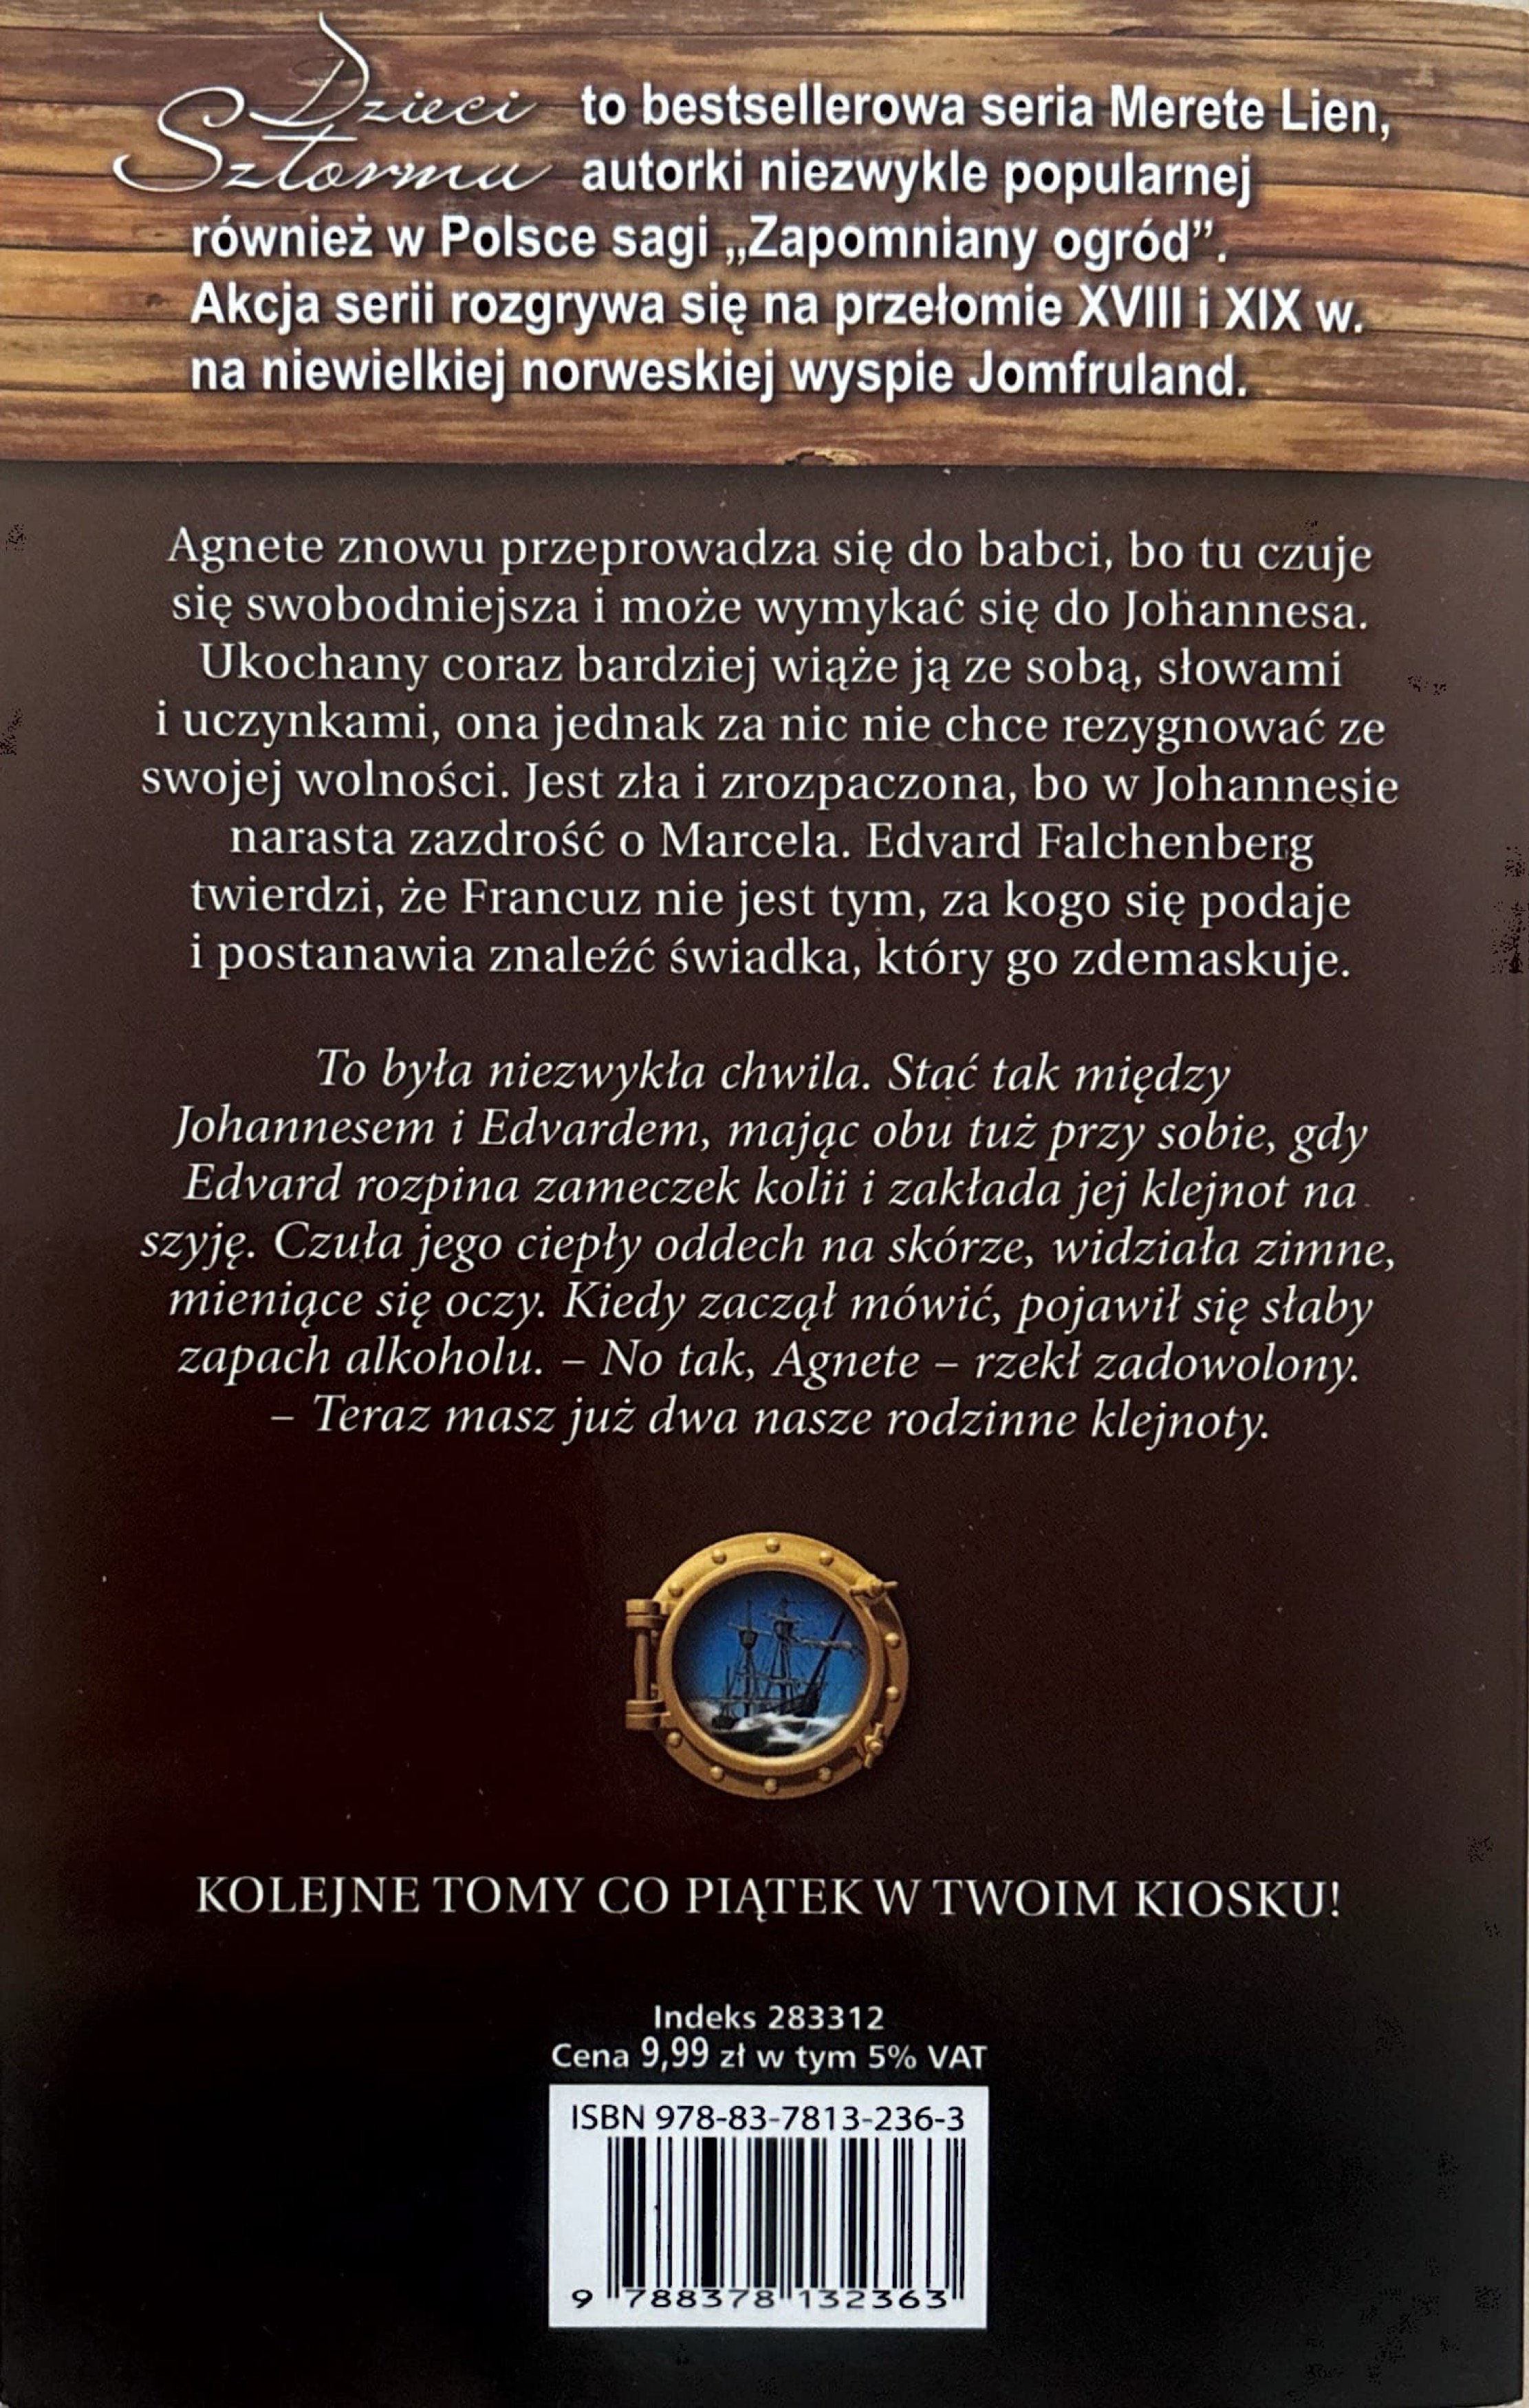 Dzieci to bestsellerowa seria Merete Lien,
Sztormu autorki niezwykle popularnej
również w Polsce sagi „Zapomniany ogród”.
Akcja serii rozgrywa się na przełomie XVIII i XIX w.
na niewielkiej norweskiej wyspie Jomfruland.
Agnete znowu przeprowadza się do babci, bo tu czuje
się swobodniejsza i może wymykać się do Johannesa.
Ukochany coraz bardziej wiąże ją ze sobą, słowami
i uczynkami, ona jednak za nic nie chce rezygnować ze
swojej wolności. Jest zła i zrozpaczona, bo w Johannesie
narasta zazdrość o Marcela. Edvard Falchenberg
twierdzi, że Francuz nie jest tym, za kogo się podaje
i postanawia znaleźć świadka, który go zdemaskuje.
To była niezwykła chwila. Stać tak między
Johannesem i Edvardem, mając obu tuż przy sobie, gdy
Edvard rozpina zameczek kolii i zakłada jej klejnot na
szyję. Czuła jego ciepły oddech na skórze, widziała zimne,
mieniące się oczy. Kiedy zaczął mówić, pojawił się słaby
zapach alkoholu. – No tak, Agnete – rzekł zadowolony.
– Teraz masz już dwa nasze rodzinne klejnoty.
KOLEJNE TOMY CO PIĄTEK W TWOIM KIOSKU!
Indeks 283312
Cena 9,99 zł w tym 5% VAT
ISBN 978-83-7813-236-3
9 788378 132363